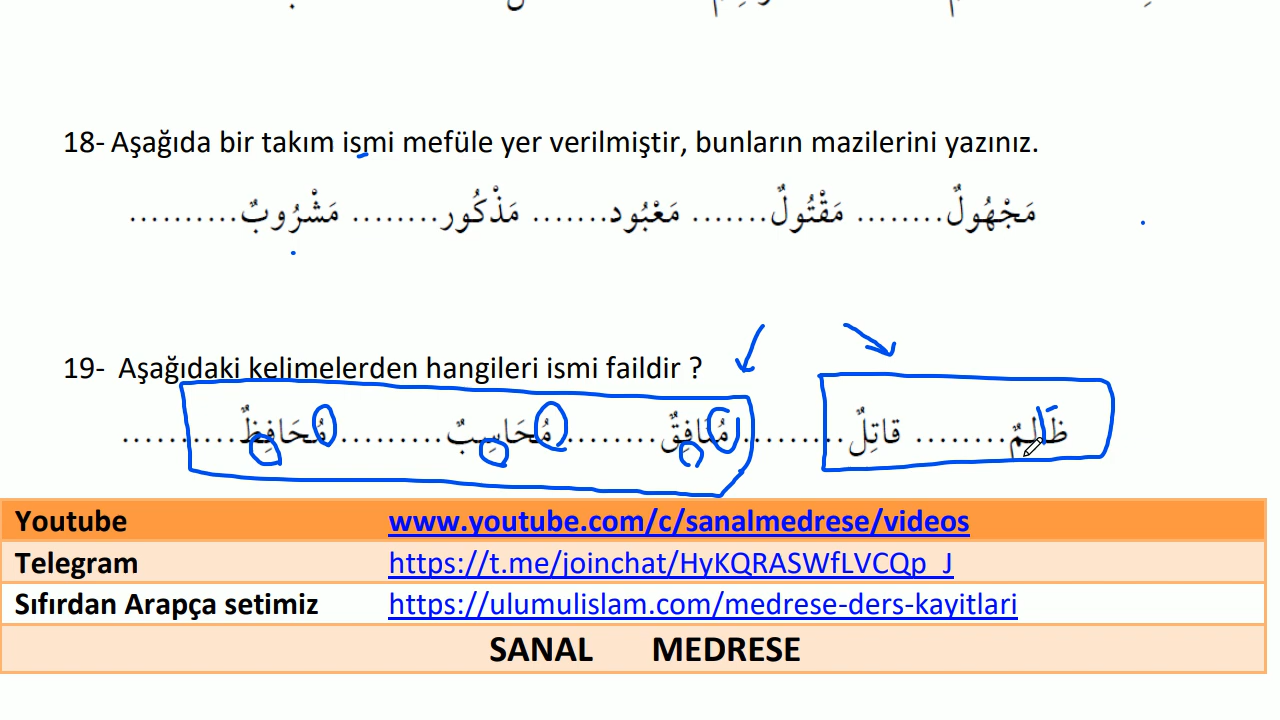 18- Aşağıda bir takım ismi mefüle yer verilmiştir, bunların mazilerini yazınız.
مَجْهُولٌ........ مَقْتُولٌ....... مَعْبُود....... مَذْكُور........ مَشْرُوبٌ..........
19- Aşağıdaki kelimelerden hangileri ismi faildir ?
ظَالِمٌ......... قاتِلٌ......... مُنَافِقٌ........ مُحَاسِبٌ......... مُحَافِظٌ..........
Youtube www.youtube.com/c/sanalmedrese/videos
Telegram https://t.me/joinchat/HyKQRASWfLVCQp_J
Sıfırdan Arapça setimiz https://ulumulislam.com/medrese-ders-kayitlari
SANAL MEDRESE